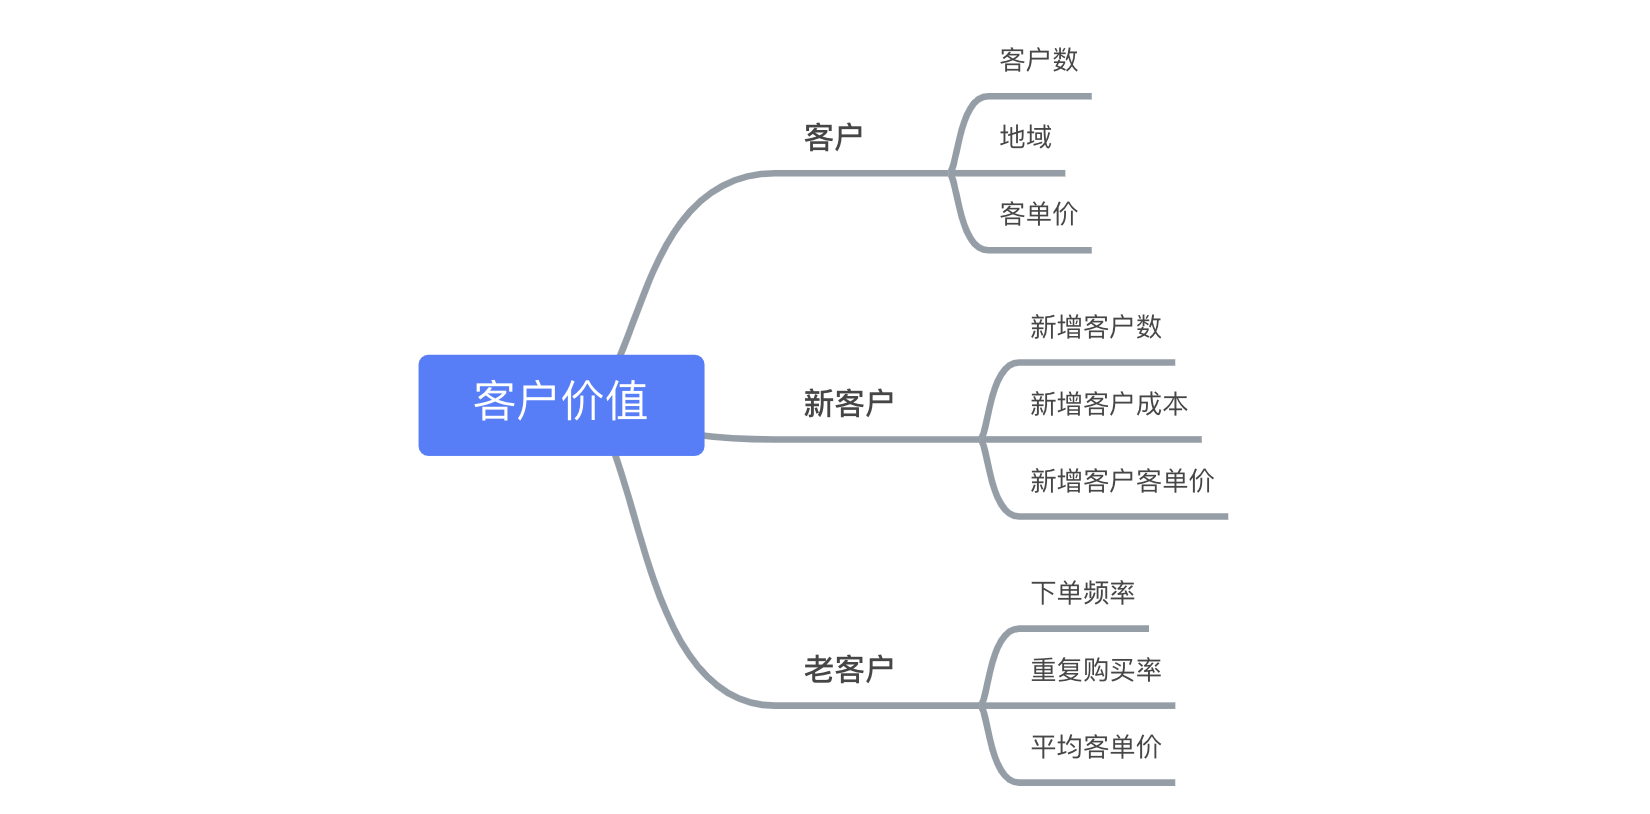 客户价值
客户
客户数
地域
客单价
新客户
新增客户数
新增客户成本
新增客户客单价
老客户
下单频率
重复购买率
平均客单价